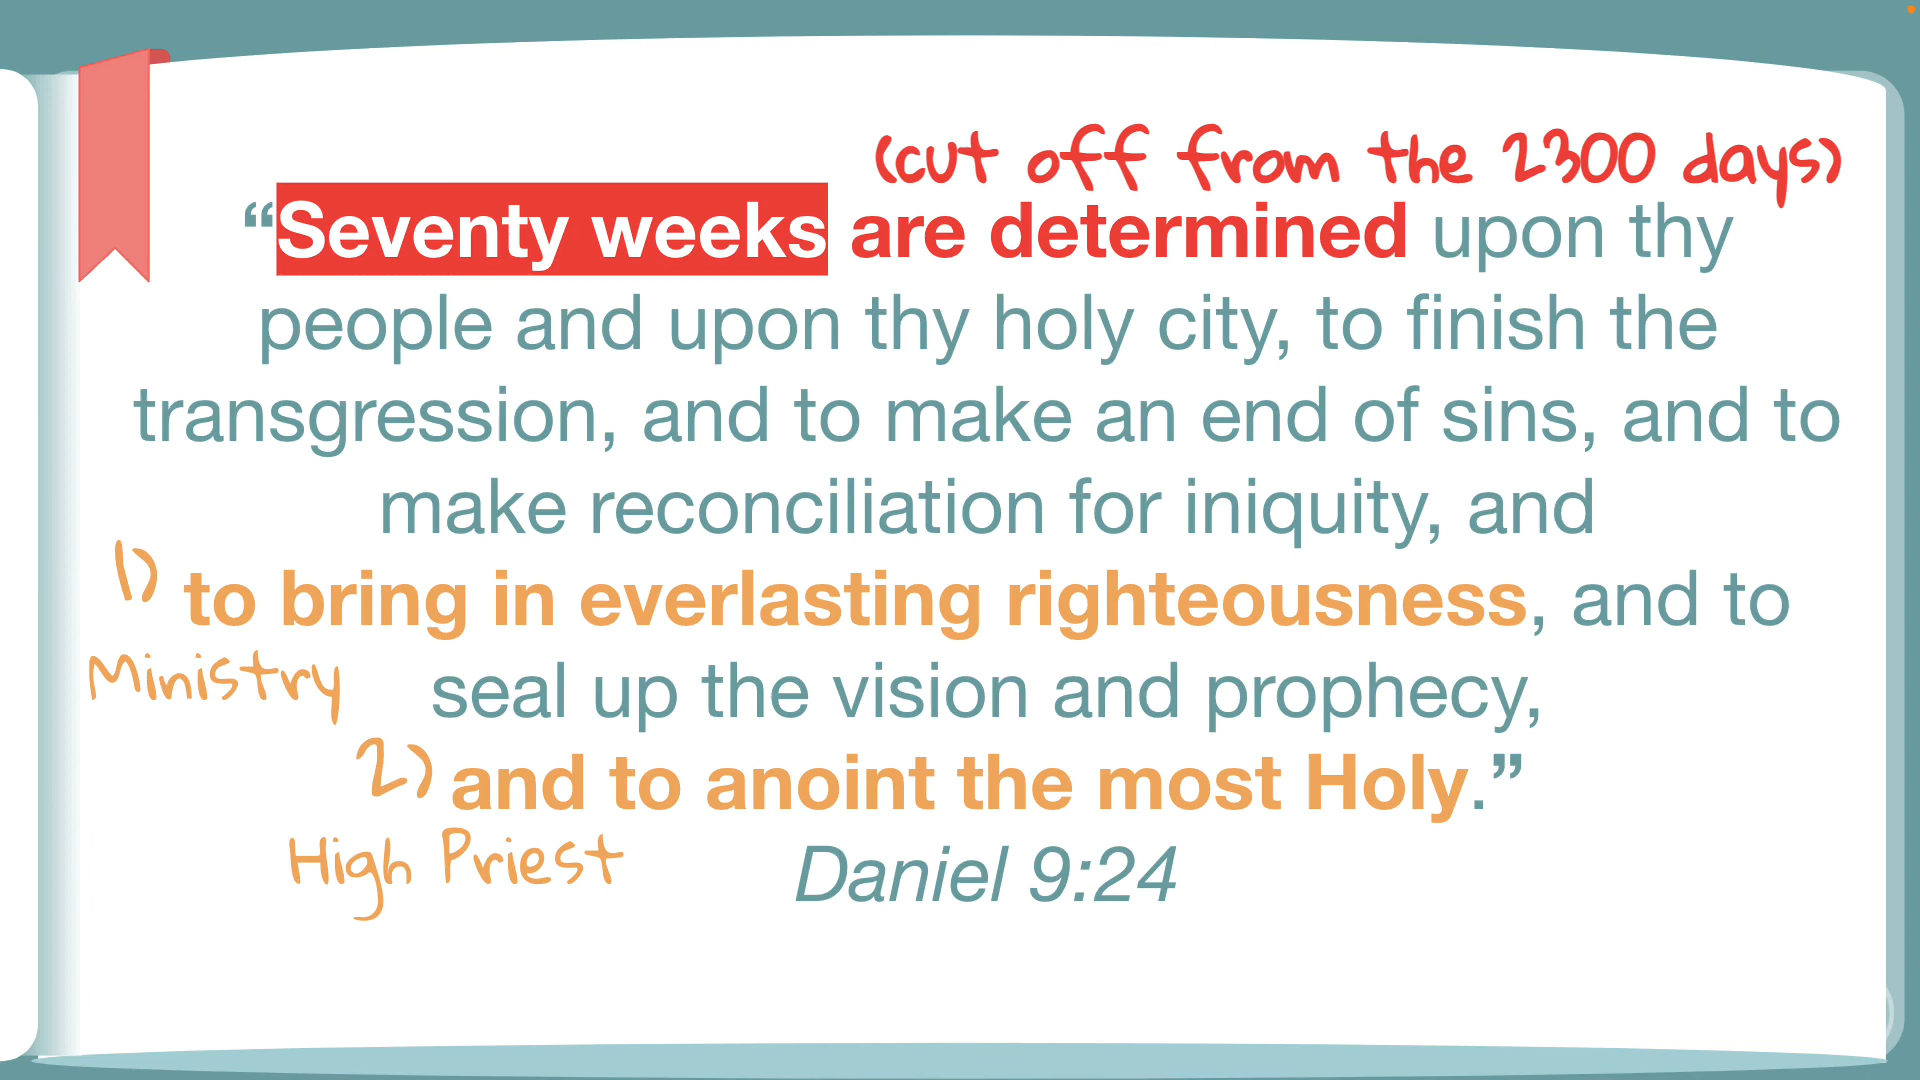 (cut off from the 2300 days)
“Seventy weeks are determined upon thy
people and upon thy holy city, to finish the
transgression, and to make an end of sins, and to
make reconciliation for iniquity, and
1) to bring in everlasting righteousness, and to
Ministry
seal up the vision and prophecy,
2) and to anoint the most Holy.”
High Priest
Daniel 9:24